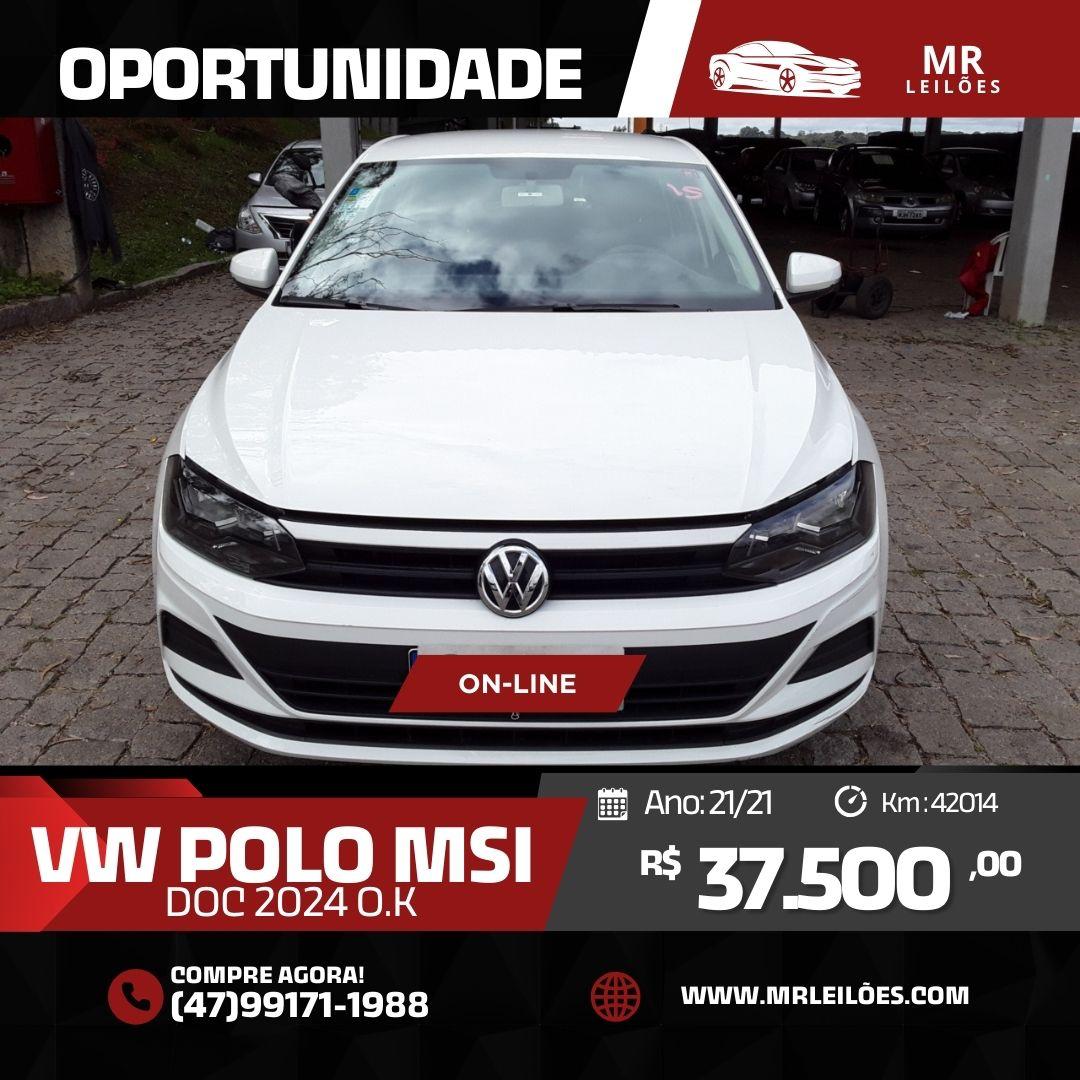 OPORTUNIDADE
MR
LEILÕES
15
ON-LINE
VW POLO MSI
DOC 2024 O.K
Ano: 21/21
Km : 42014
R$ 37.500 ,00
COMPRE AGORA!
(47)99171-1988
WWW.MRLEILÕES.COM